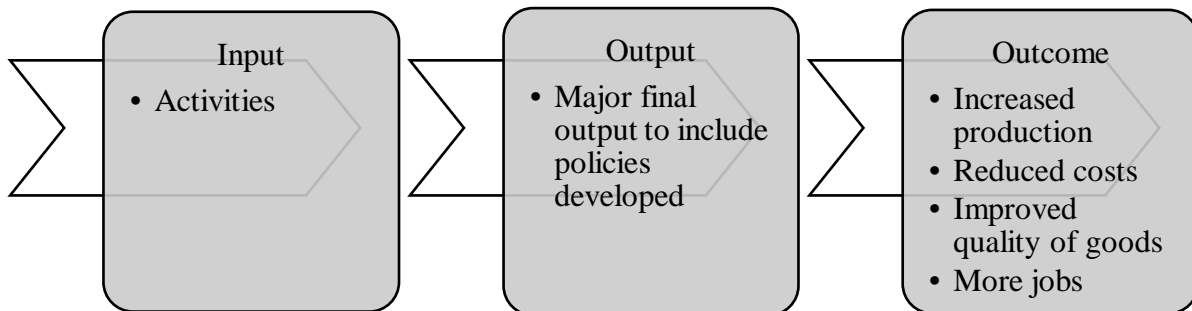 Input
• Activities
Output
• Major final
output to include
policies
developed
Outcome
• Increased
production
• Reduced costs
• Improved
quality of goods
• More jobs